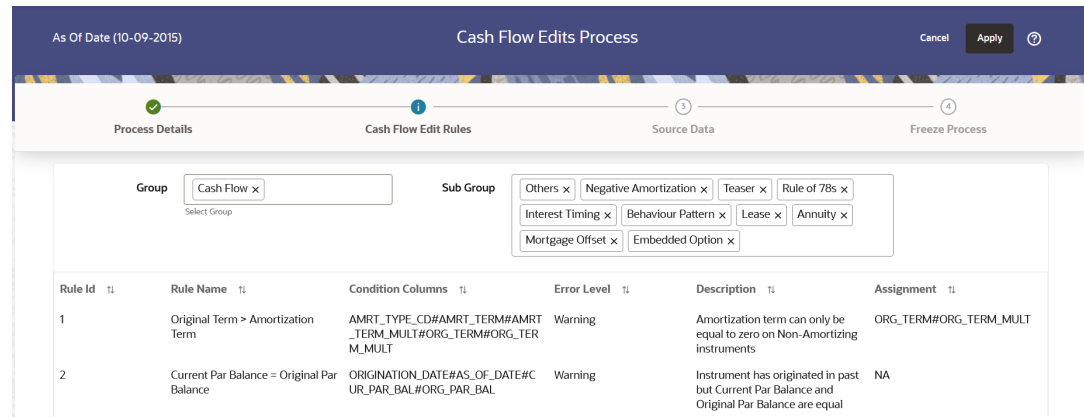 As Of Date (10-09-2015)
Cash Flow Edits Process
Cancel
Apply
?
i
3
4
Process Details
Cash Flow Edit Rules
Source Data
Freeze Process
Group
Cash Flow ×
Select Group
Sub Group
Others × Negative Amortization × Teaser × Rule of 78s ×
Interest Timing × Behaviour Pattern × Lease × Annuity ×
Mortgage Offset × Embedded Option ×
Rule Id Rule Name Condition Columns Error Level Description Assignment
1
Original Term > Amortization
Term
AMRT_TYPE_CD#AMRT_TERM#AMRT
_TERM_MULT#ORG_TERM#ORG_TER
M_MULT
Warning
Amortization term can only be
equal to zero on Non-Amortizing
instruments
ORG_TERM#ORG_TERM_MULT
2
Current Par Balance = Original Par
Balance
ORIGINATION_DATE#AS_OF_DATE#C
UR_PAR_BAL#ORG_PAR_BAL
Warning
Instrument has originated in past
but Current Par Balance and
Original Par Balance are equal
NA